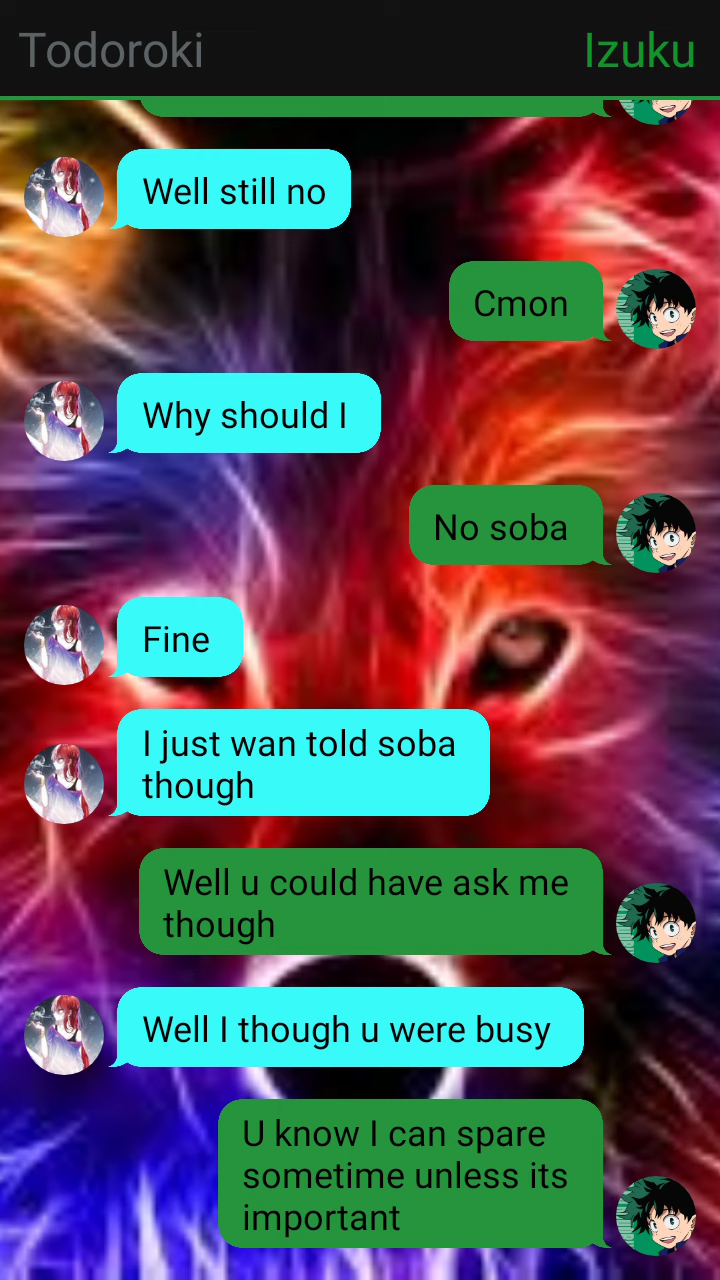 Todoroki
Izuku
Well still no
Cmon
Why should I
No soba
Fine
I just wan told soba
though
Well u could have ask me
though
Well I though u were busy
U know I can spare
sometime unless its
important